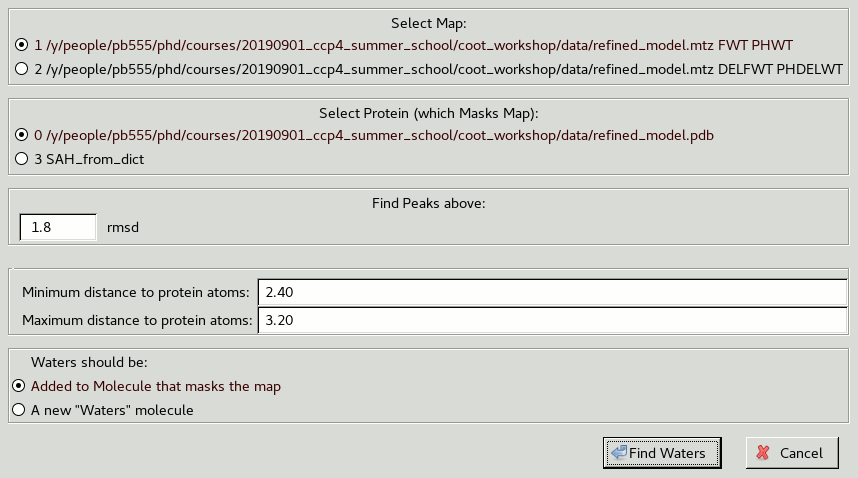 Select Map:
1 /y/people/pb555/phd/courses/20190901_ccp4_summer_school/coot_workshop/data/refined_model.mtz FWT PHWT
2 /y/people/pb555/phd/courses/20190901_ccp4_summer_school/coot_workshop/data/refined_model.mtz DELFWT PHDELWT
Select Protein (which Masks Map):
0 /y/people/pb555/phd/courses/20190901_ccp4_summer_school/coot_workshop/data/refined_model.pdb
3 SAH_from_dict
Find Peaks above:
1.8 rmsd
Minimum distance to protein atoms: 2.40
Maximum distance to protein atoms: 3.20
Waters should be:
Added to Molecule that masks the map
A new "Waters" molecule
Find Waters Cancel